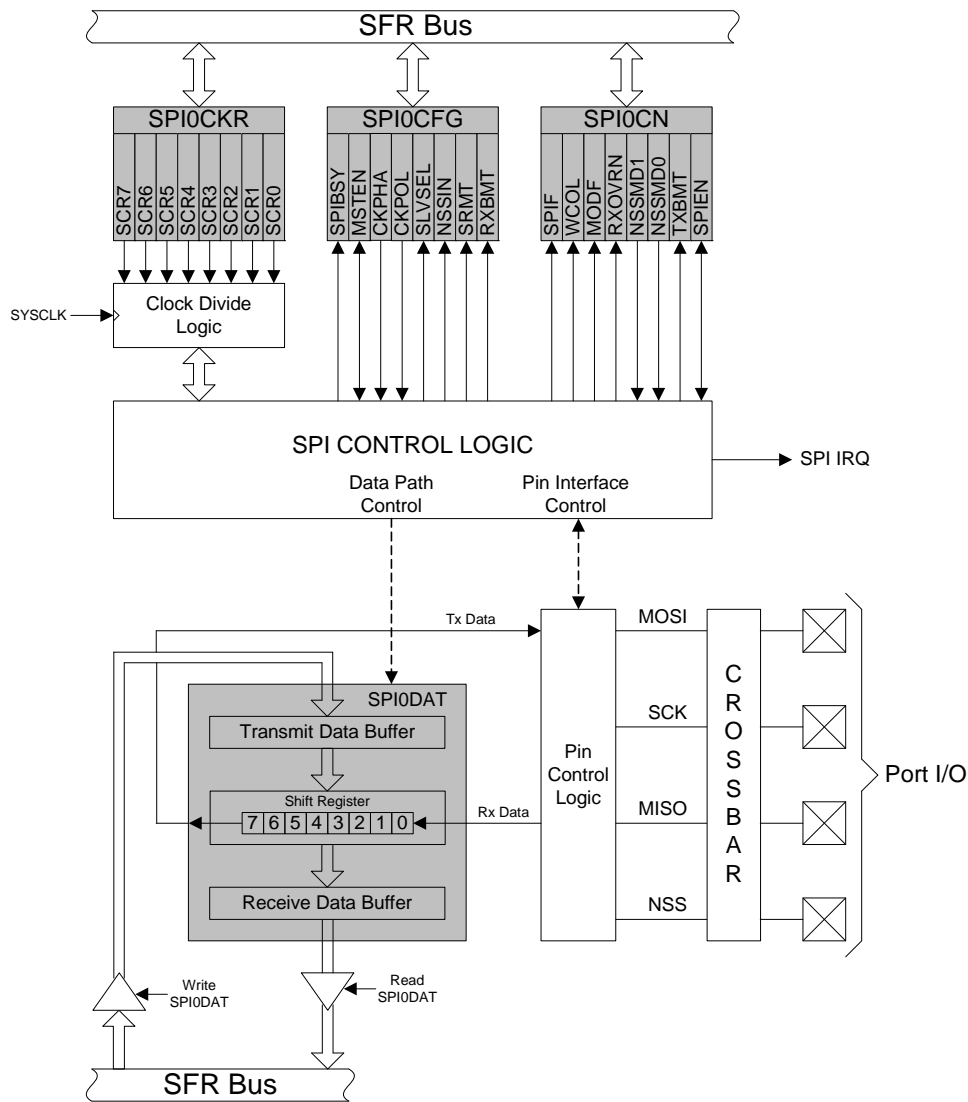 SFR Bus
SPI0CKR
SCR7
SCR6
SCR5
SCR4
SCR3
SCR2
SCR1
SCR0
SPI0CFG
SPIBSY
MSTEN
CKPHA
CKPOL
SLVSEL
NSSIN
SRMT
RXBMT
SPI0CN
SPIF
WCOL
MODF
RXOVRN
NSSMD1
NSSMD0
TXBMT
SPIEN
SYSCLK
Clock Divide
Logic
SPI CONTROL LOGIC
SPI IRQ
Data Path
Control
Pin Interface
Control
Tx Data
MOSI
SPI0DAT
Transmit Data Buffer
SCK
Shift Register
7 6 5 4 3 2 1 0
Rx Data
Pin
Control
Logic
MISO
CROSSBAR
Port I/O
Receive Data Buffer
NSS
Write
SPI0DAT
Read
SPI0DAT
SFR Bus